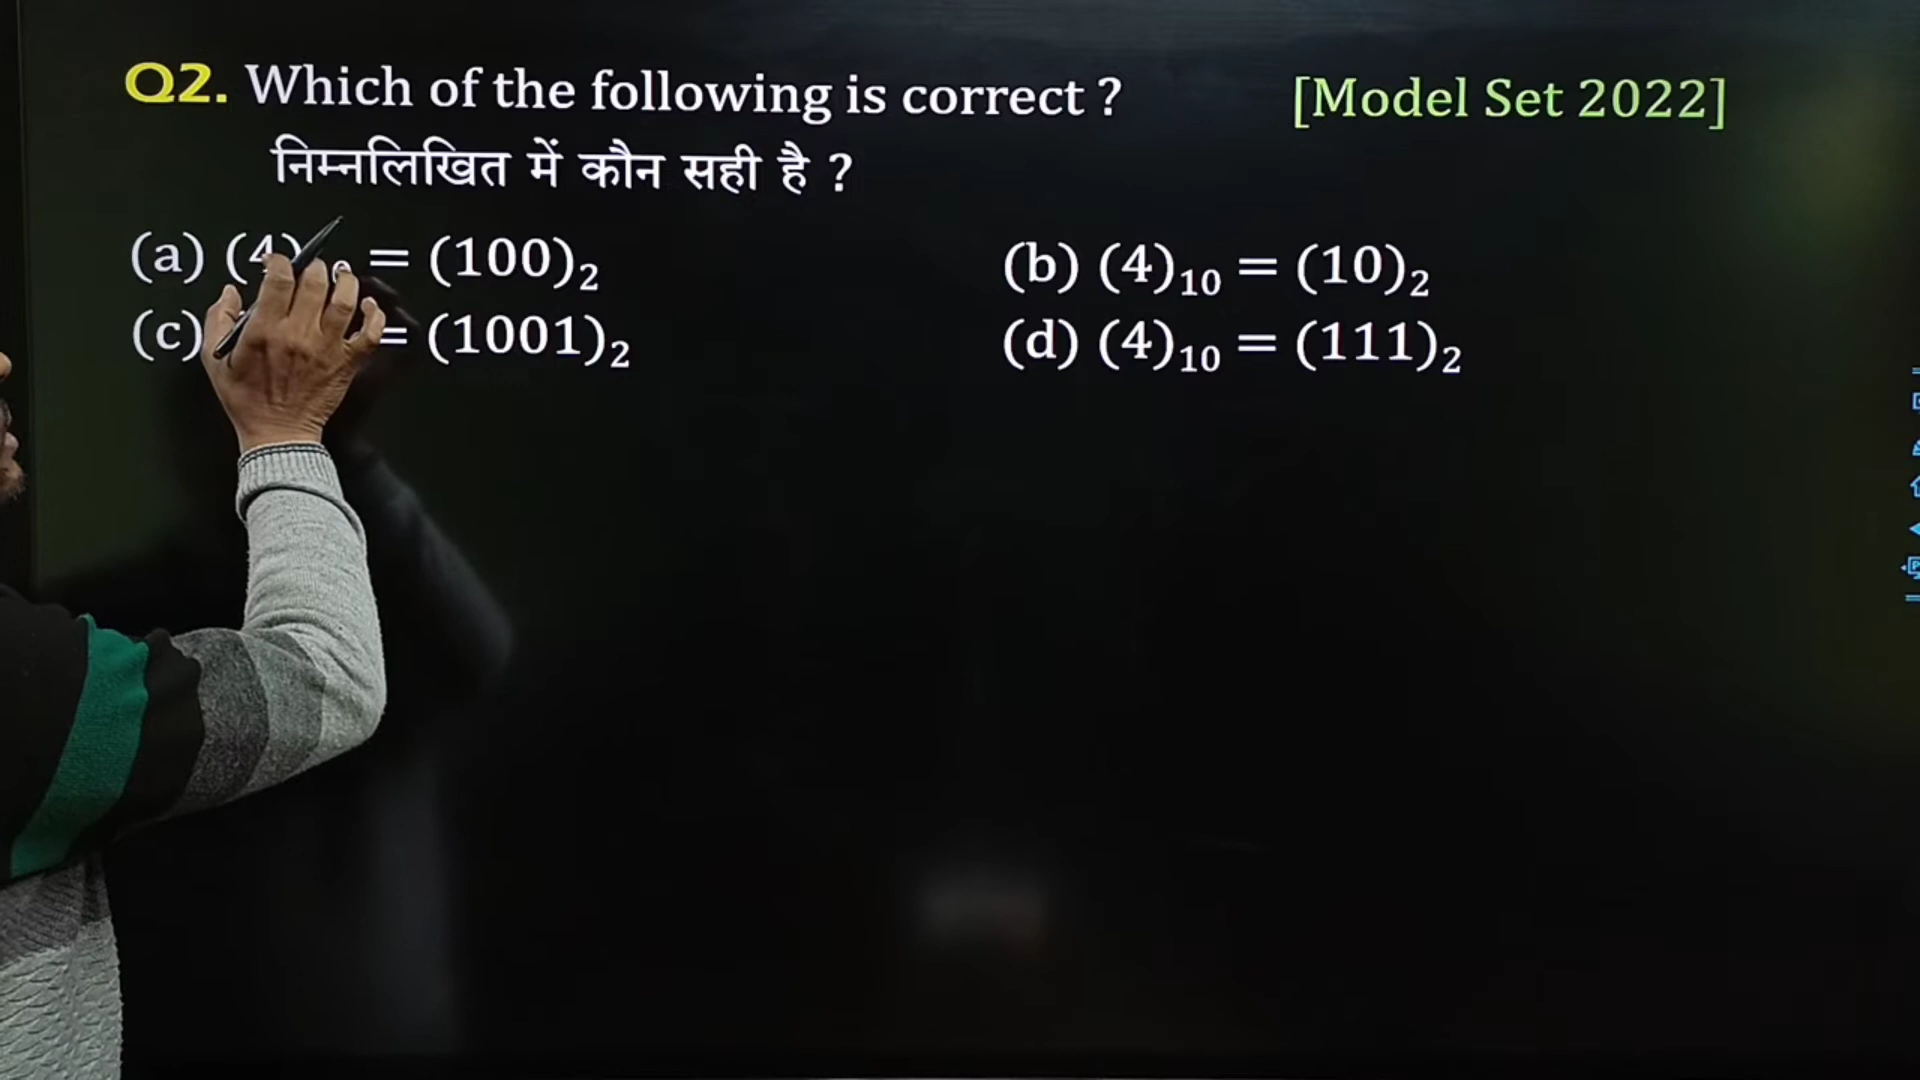 Q2. Which of the following is correct ? [Model Set 2022]
निम्नलिखित में कौन सही है ?
(a) (4) = (100)₂ (b) (4)₁₀ = (10)₂
(c) = (1001)₂ (d) (4)₁₀ = (111)₂